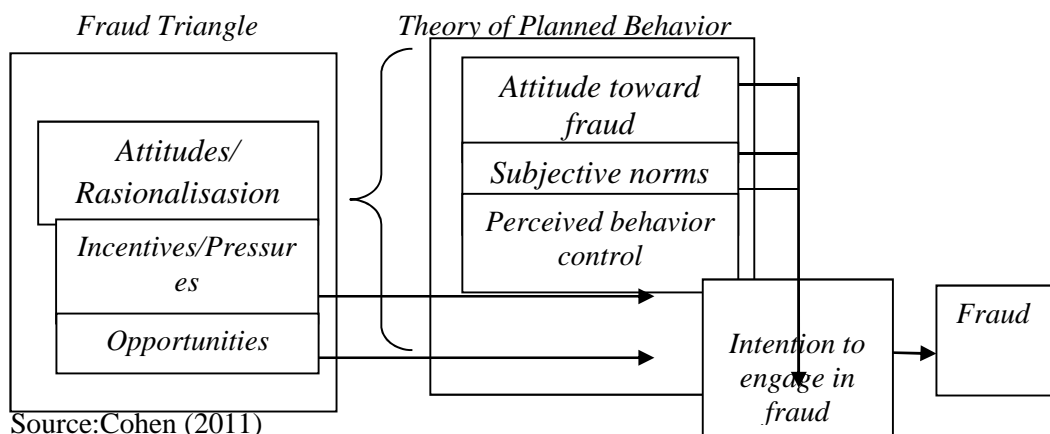 Fraud Triangle
Theory of Planned Behavior
Attitudes/
Rasionalisasion
Incentives/Pressur
es
Opportunities
Attitude toward
fraud
Subjective norms
Perceived behavior
control
Intention to
engage in
fraud
Fraud
Source:Cohen (2011)